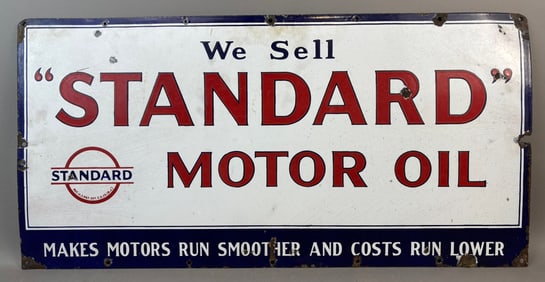 We Sell
"STANDARD"
MOTOR OIL
STANDARD
MAKES MOTORS RUN SMOOTHER AND COSTS RUN LOWER